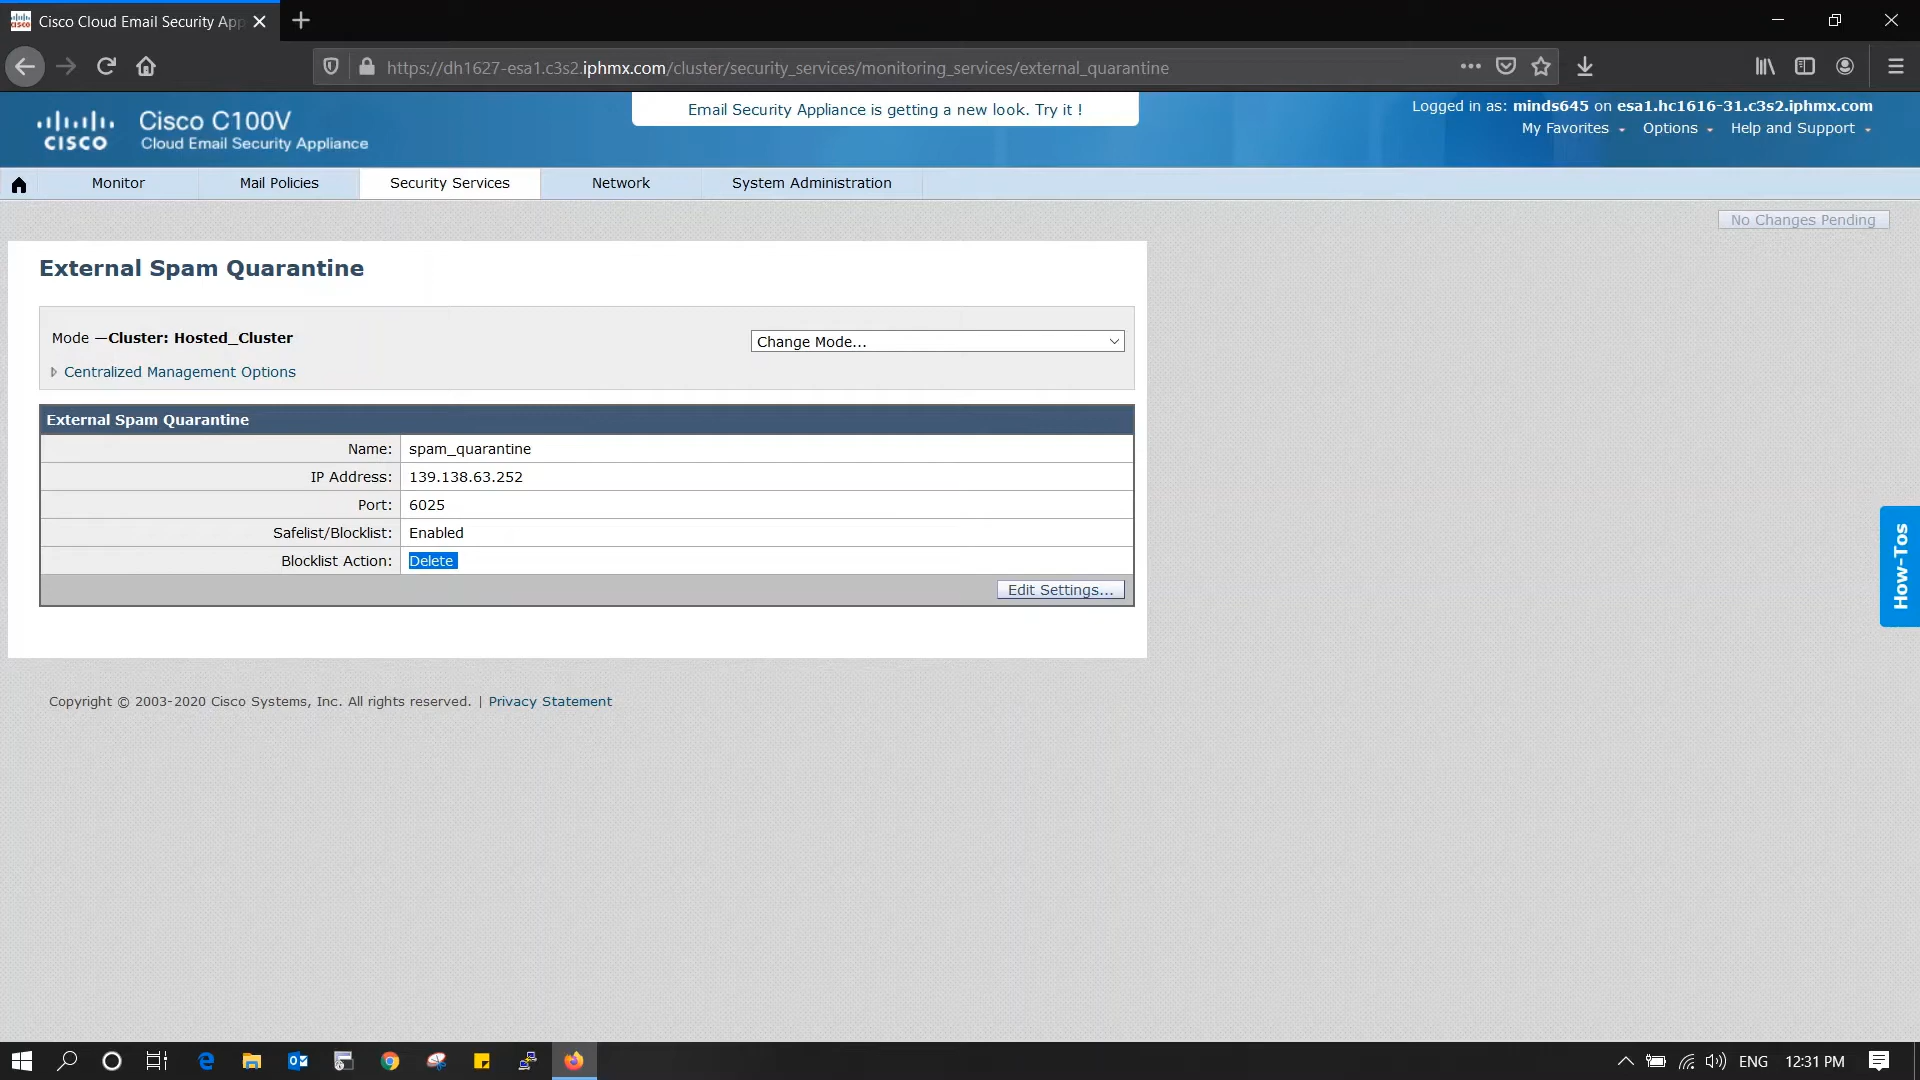 Cisco Cloud Email Security App
https://dh1627-esa1.c3s2.iphmx.com/cluster/security_services/monitoring_services/external_quarantine
CISCO
Cisco C100V
Cloud Email Security Appliance
Email Security Appliance is getting a new look. Try it !
Logged in as: minds645 on esa1.hc1616-31.c3s2.iphmx.com
My Favorites Options Help and Support
Monitor Mail Policies Security Services Network System Administration
No Changes Pending
External Spam Quarantine
Mode —Cluster: Hosted_Cluster
Change Mode...
Centralized Management Options
External Spam Quarantine
Name: spam_quarantine
IP Address: 139.138.63.252
Port: 6025
Safelist/Blocklist: Enabled
Blocklist Action: Delete
Edit Settings...
How-Tos
Copyright © 2003-2020 Cisco Systems, Inc. All rights reserved. | Privacy Statement
ENG 12:31 PM